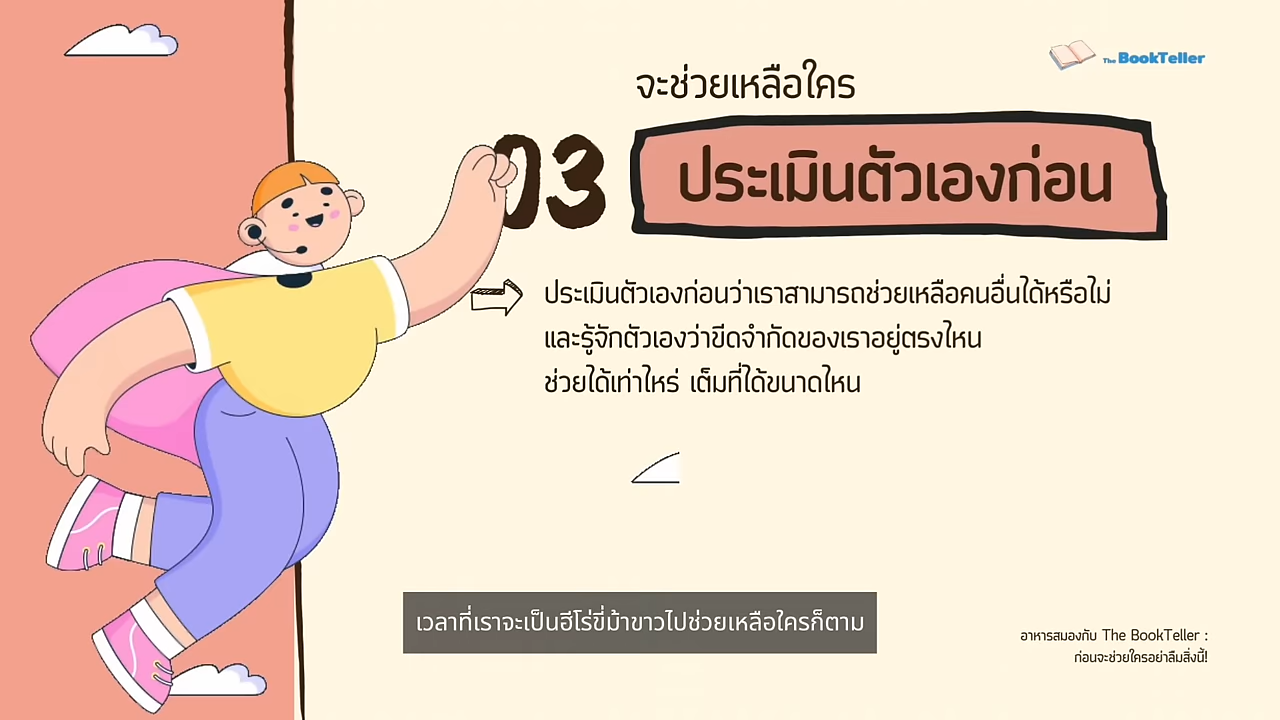 The BookTeller
จะช่วยเหลือใคร
03
ประเมินตัวเองก่อน
ประเมินตัวเองก่อนว่าเราสามารถช่วยเหลือคนอื่นได้หรือไม่
และรู้จักตัวเองว่าขีดจำกัดของเราอยู่ตรงไหน
ช่วยได้เท่าไหร่ เต็มที่ได้ขนาดไหน
เวลาที่เราจะเป็นฮีโร่ขี่ม้าขาวไปช่วยเหลือใครก็ตาม
อาหารสมองกับ The BookTeller :
ก่อนจะช่วยใครอย่าลืมสิ่งนี้!